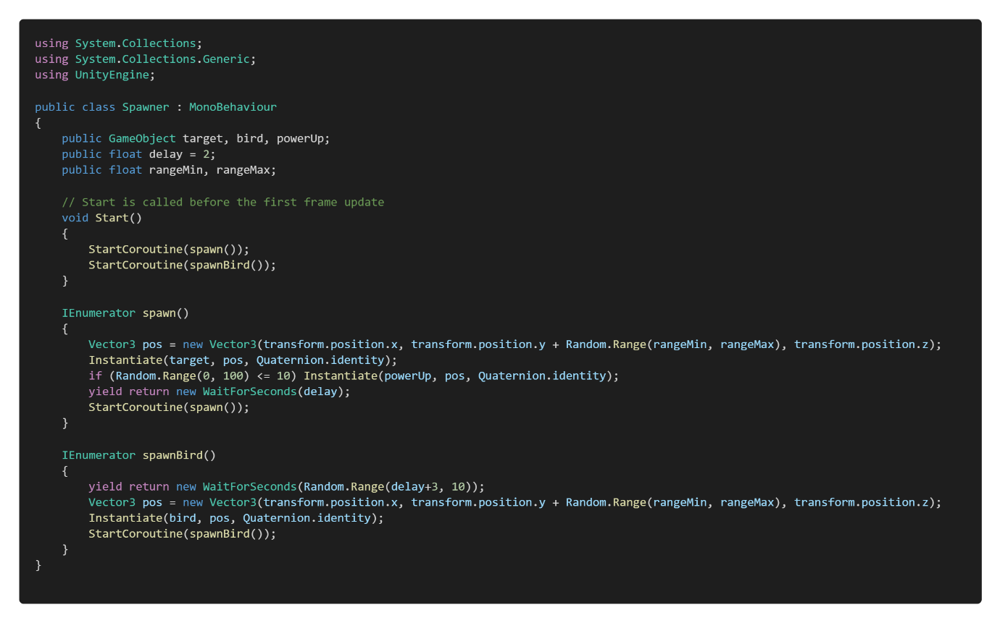 using System.Collections;
using System.Collections.Generic;
using UnityEngine;

public class Spawner : MonoBehaviour
{
    public GameObject target, bird, powerUp;
    public float delay = 2;
    public float rangeMin, rangeMax;

    // Start is called before the first frame update
    void Start()
    {
        StartCoroutine(spawn());
        StartCoroutine(spawnBird());
    }

    IEnumerator spawn()
    {
        Vector3 pos = new Vector3(transform.position.x, transform.position.y + Random.Range(rangeMin, rangeMax), transform.position.z);
        Instantiate(target, pos, Quaternion.identity);
        if (Random.Range(0, 100) <= 10) Instantiate(powerUp, pos, Quaternion.identity);
        yield return new WaitForSeconds(delay);
        StartCoroutine(spawn());
    }

    IEnumerator spawnBird()
    {
        yield return new WaitForSeconds(Random.Range(delay+3, 10));
        Vector3 pos = new Vector3(transform.position.x, transform.position.y + Random.Range(rangeMin, rangeMax), transform.position.z);
        Instantiate(bird, pos, Quaternion.identity);
        StartCoroutine(spawnBird());
    }
}